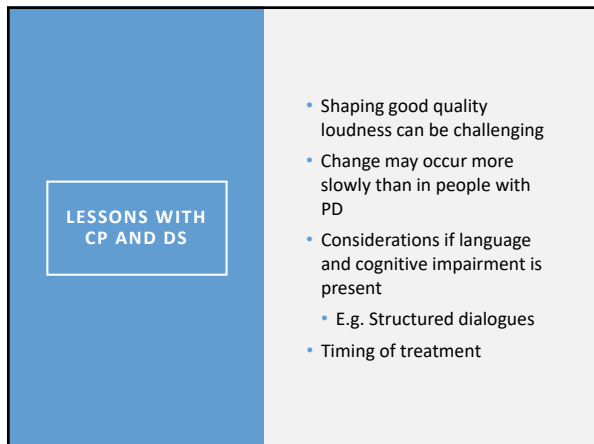 LESSONS WITH
CP AND DS
• Shaping good quality
loudness can be challenging
• Change may occur more
slowly than in people with
PD
• Considerations if language
and cognitive impairment is
present
• E.g. Structured dialogues
• Timing of treatment